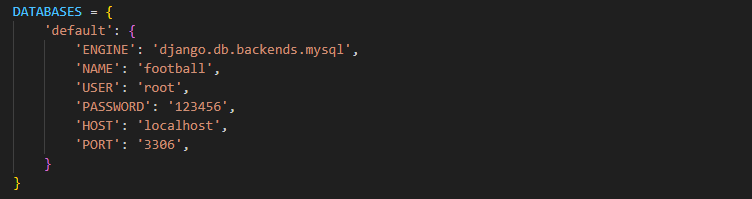 DATABASES = {
    'default': {
        'ENGINE': 'django.db.backends.mysql',
        'NAME': 'football',
        'USER': 'root',
        'PASSWORD': '123456',
        'HOST': 'localhost',
        'PORT': '3306',
    }
}